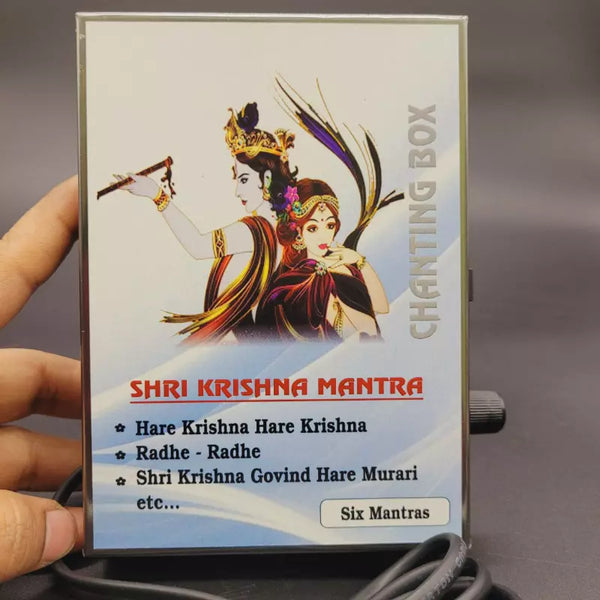 CHANTING BOX
SHRI KRISHNA MANTRA
Hare Krishna Hare Krishna
Radhe - Radhe
Shri Krishna Govind Hare Murari
etc...
Six Mantras